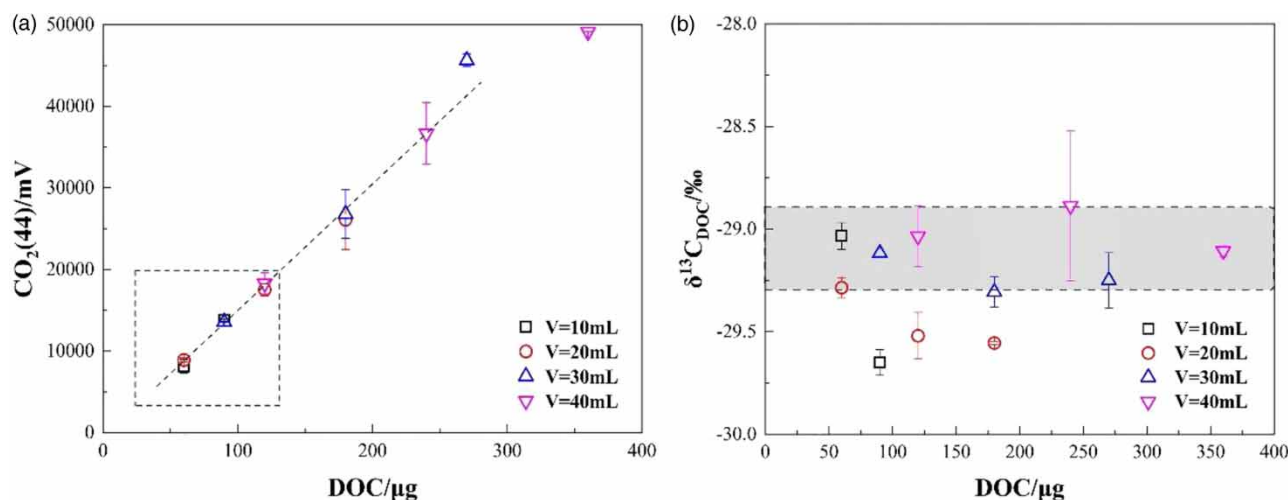 (a)
50000
40000
30000
20000
10000
0
CO₂(44)/mV
0 100 200 300 400
DOC/µg
V=10mL
V=20mL
V=30mL
V=40mL
(b)
-28.0
-28.5
-29.0
-29.5
-30.0
δ¹³C_DOC/‰
0 50 100 150 200 250 300 350 400
DOC/µg
V=10mL
V=20mL
V=30mL
V=40mL